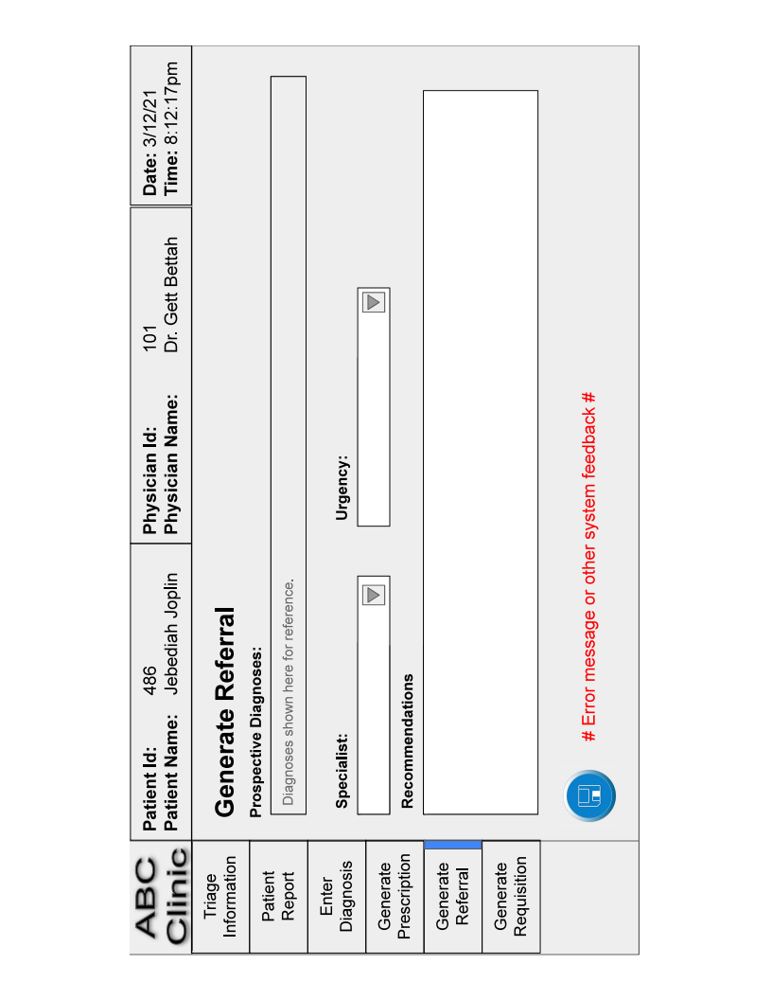 ABC
Clinic
Patient Id: 486
Patient Name: Jebediah Joplin
Physician Id: 101
Physician Name: Dr. Gett Bettah
Date: 3/12/21
Time: 8:12:17pm
Triage
Information
Patient
Report
Enter
Diagnosis
Generate
Prescription
Generate
Referral
Generate
Requisition
Generate Referral
Prospective Diagnoses:
Diagnoses shown here for reference.
Specialist:
Urgency:
Recommendations
# Error message or other system feedback #